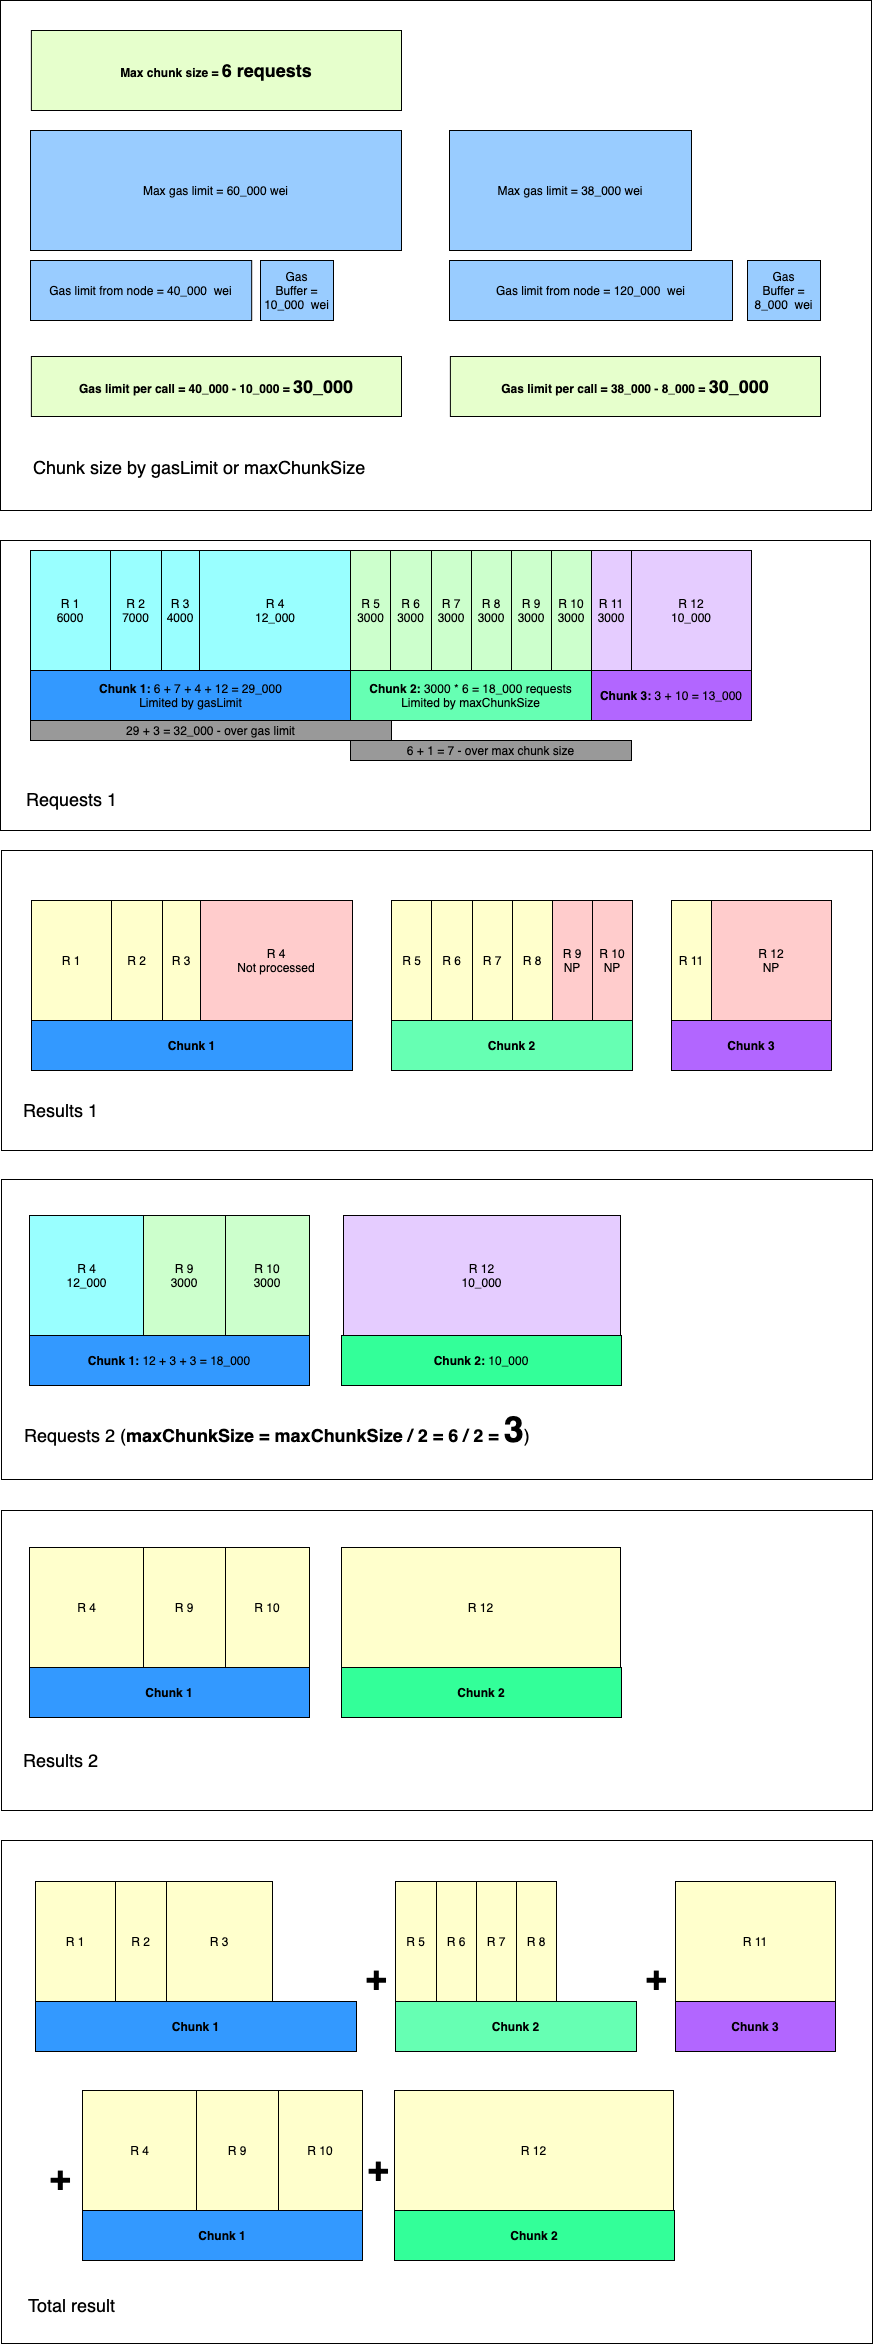 Max chunk size = 6 requests
Max gas limit = 60_000 wei
Max gas limit = 38_000 wei
Gas limit from node = 40_000  wei
Gas
Buffer =
10_000  wei
Gas limit from node = 120_000  wei
Gas
Buffer =
8_000  wei
Gas limit per call = 40_000 - 10_000 = 30_000
Gas limit per call = 38_000 - 8_000 = 30_000
Chunk size by gasLimit or maxChunkSize
R 1
6000
R 2
7000
R 3
4000
R 4
12_000
R 5
3000
R 6
3000
R 7
3000
R 8
3000
R 9
3000
R 10
3000
R 11
3000
R 12
10_000
Chunk 1: 6 + 7 + 4 + 12 = 29_000
Limited by gasLimit
Chunk 2: 3000 * 6 = 18_000 requests
Limited by maxChunkSize
Chunk 3: 3 + 10 = 13_000
29 + 3 = 32_000 - over gas limit
6 + 1 = 7 - over max chunk size
Requests 1
R 1
R 2
R 3
R 4
Not processed
R 5
R 6
R 7
R 8
R 9
NP
R 10
NP
R 11
R 12
NP
Chunk 1
Chunk 2
Chunk 3
Results 1
R 4
12_000
R 9
3000
R 10
3000
R 12
10_000
Chunk 1: 12 + 3 + 3 = 18_000
Chunk 2: 10_000
Requests 2 (maxChunkSize = maxChunkSize / 2 = 6 / 2 = 3)
R 4
R 9
R 10
R 12
Chunk 1
Chunk 2
Results 2
R 1
R 2
R 3
R 5
R 6
R 7
R 8
R 11
+
+
Chunk 1
Chunk 2
Chunk 3
R 4
R 9
R 10
R 12
+
+
Chunk 1
Chunk 2
Total result